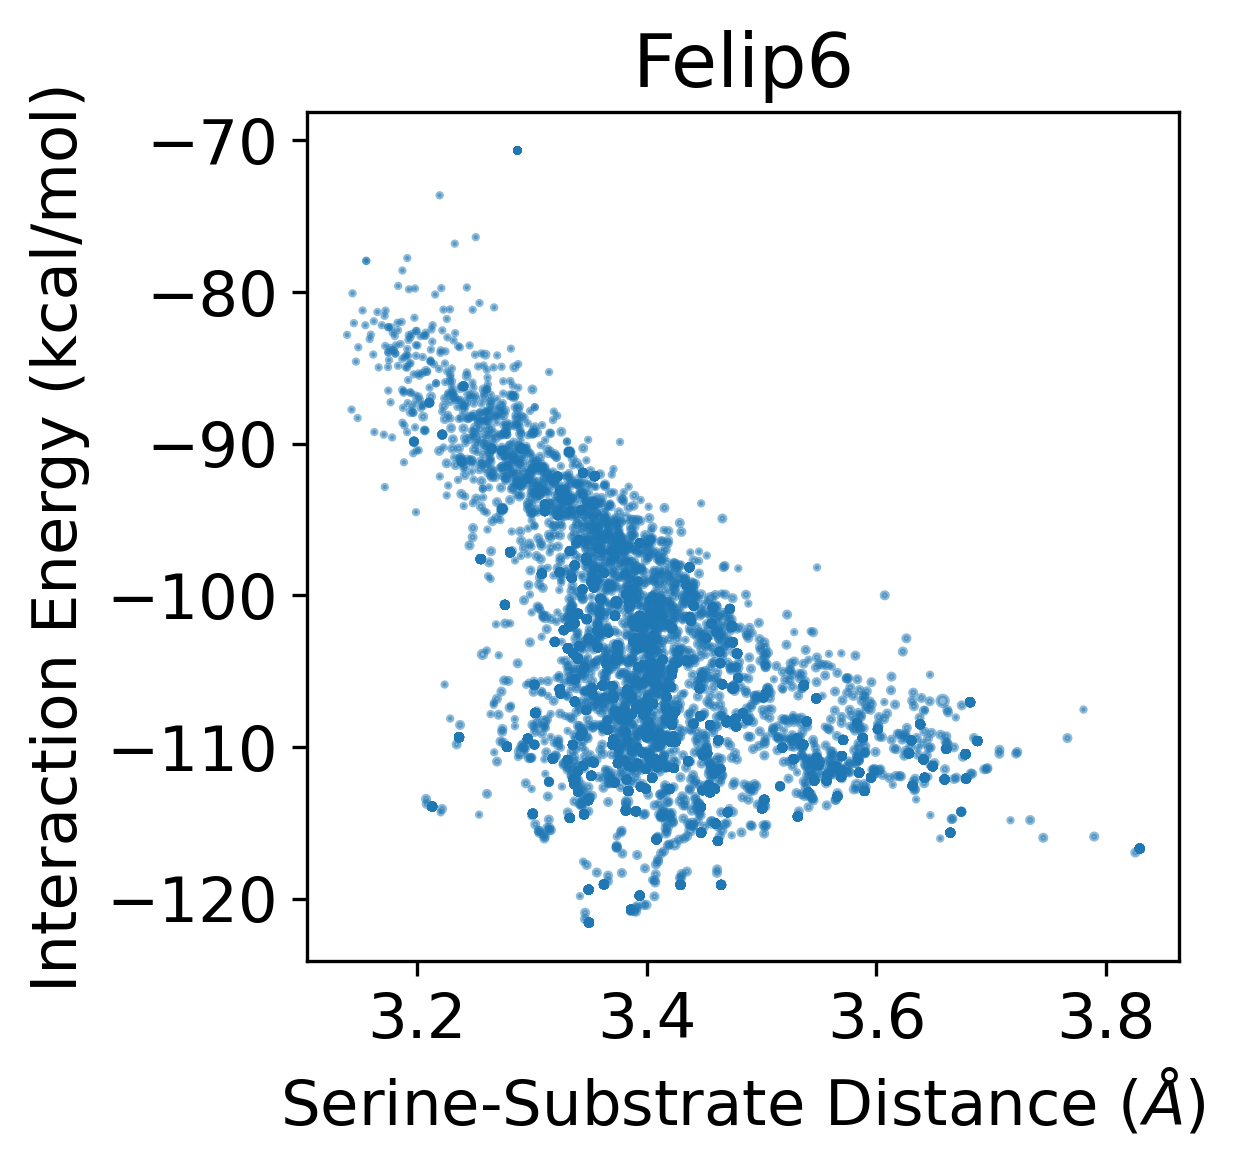 Felip6
Interaction Energy (kcal/mol)
−70
−80
−90
−100
−110
−120
3.2 3.4 3.6 3.8
Serine-Substrate Distance (Å)